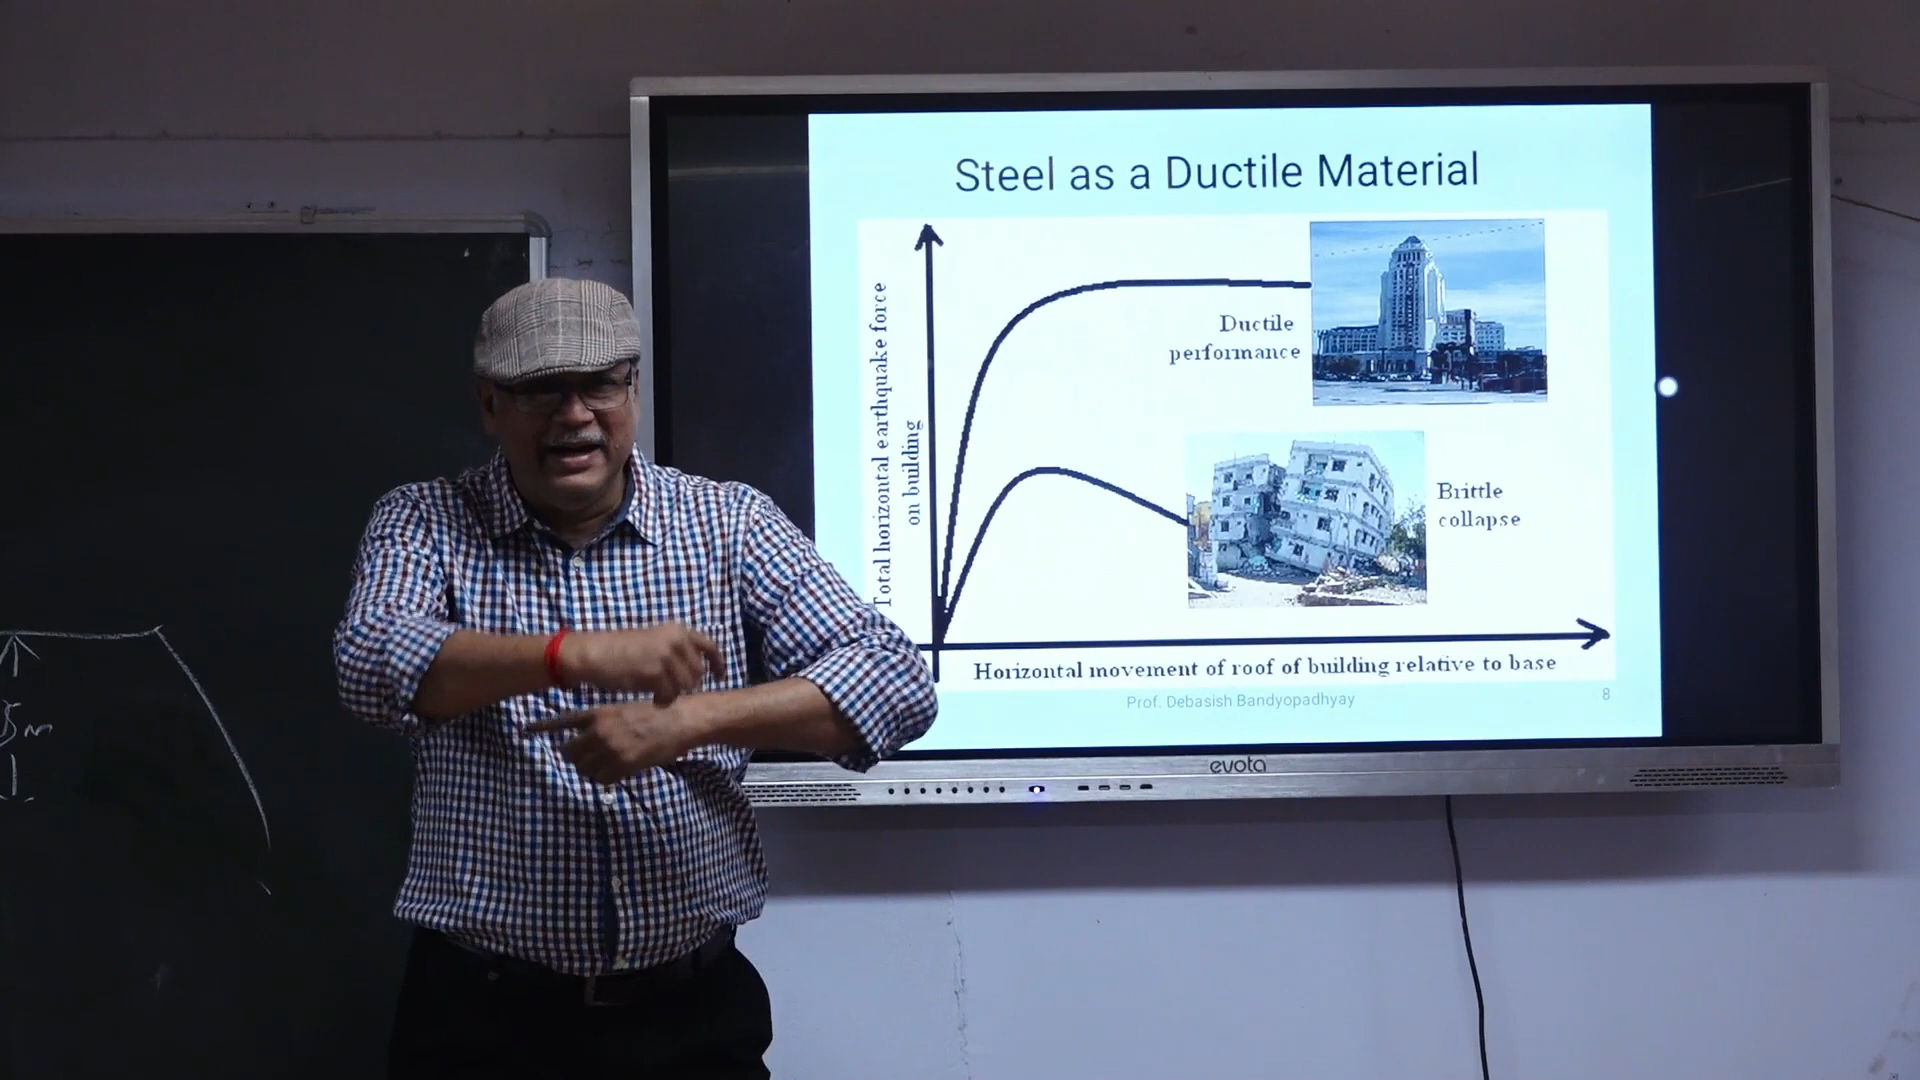 Steel as a Ductile Material
Total horizontal earthquake force
on building
Ductile
performance
Brittle
collapse
Horizontal movement of roof of building relative to base
Prof. Debasish Bandyopadhyay
8
evota
5m